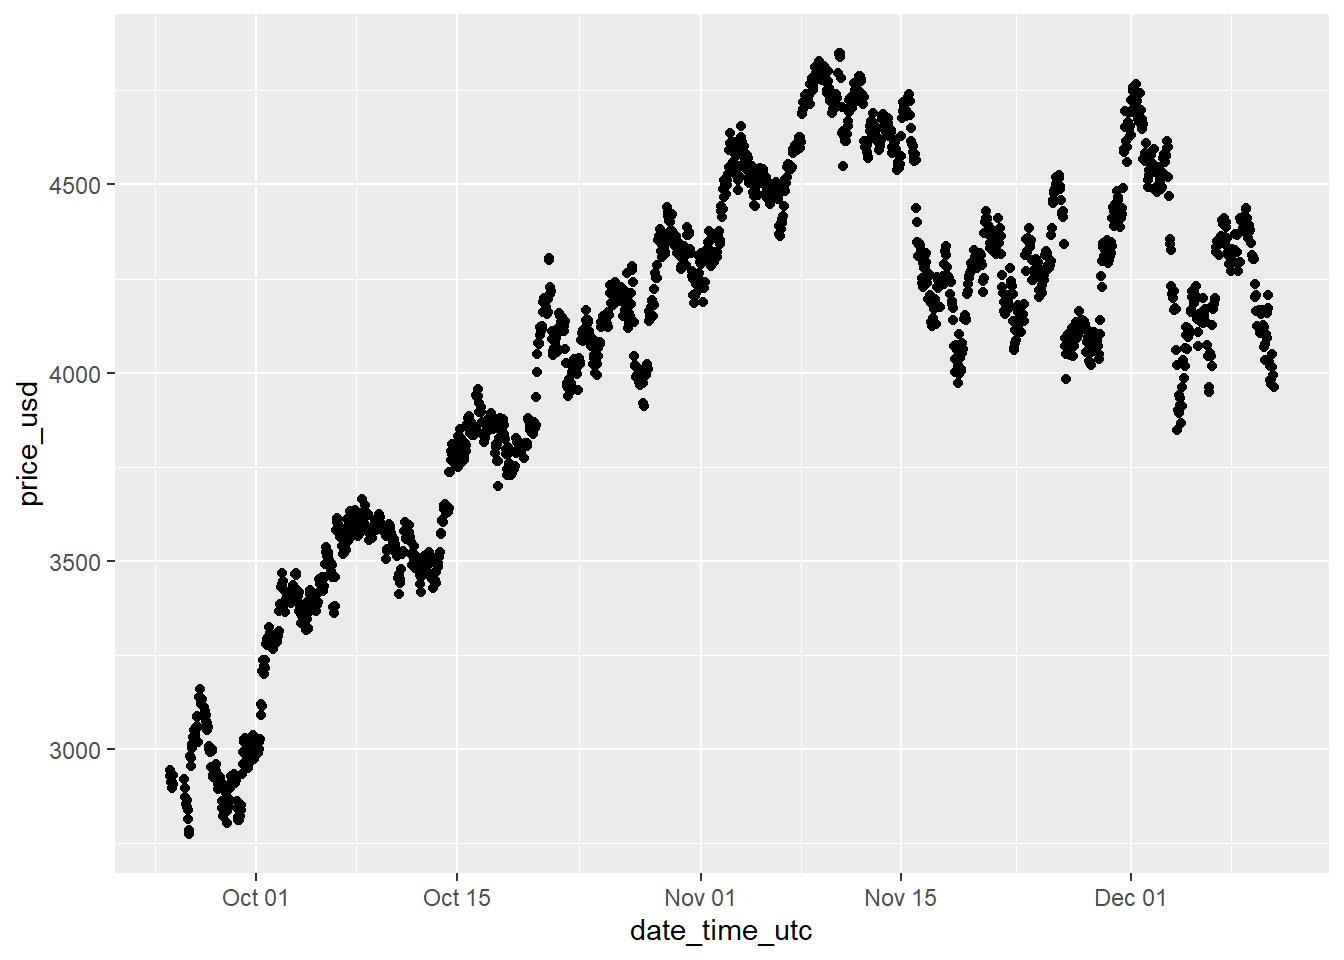 price_usd
4500
4000
3500
3000
Oct 01
Oct 15
Nov 01
Nov 15
Dec 01
date_time_utc